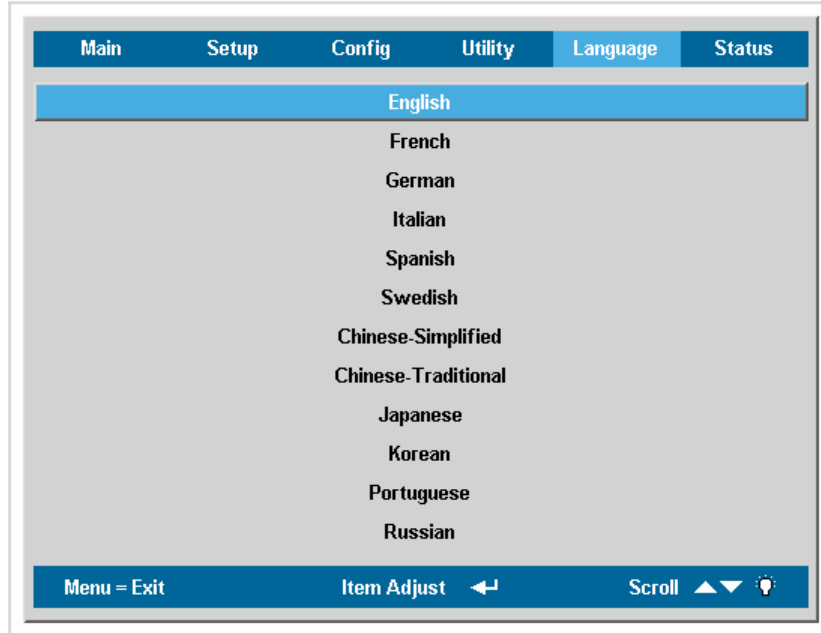 Main Setup Config Utility Language Status
English
French
German
Italian
Spanish
Swedish
Chinese-Simplified
Chinese-Traditional
Japanese
Korean
Portuguese
Russian
Menu = Exit Item Adjust Scroll